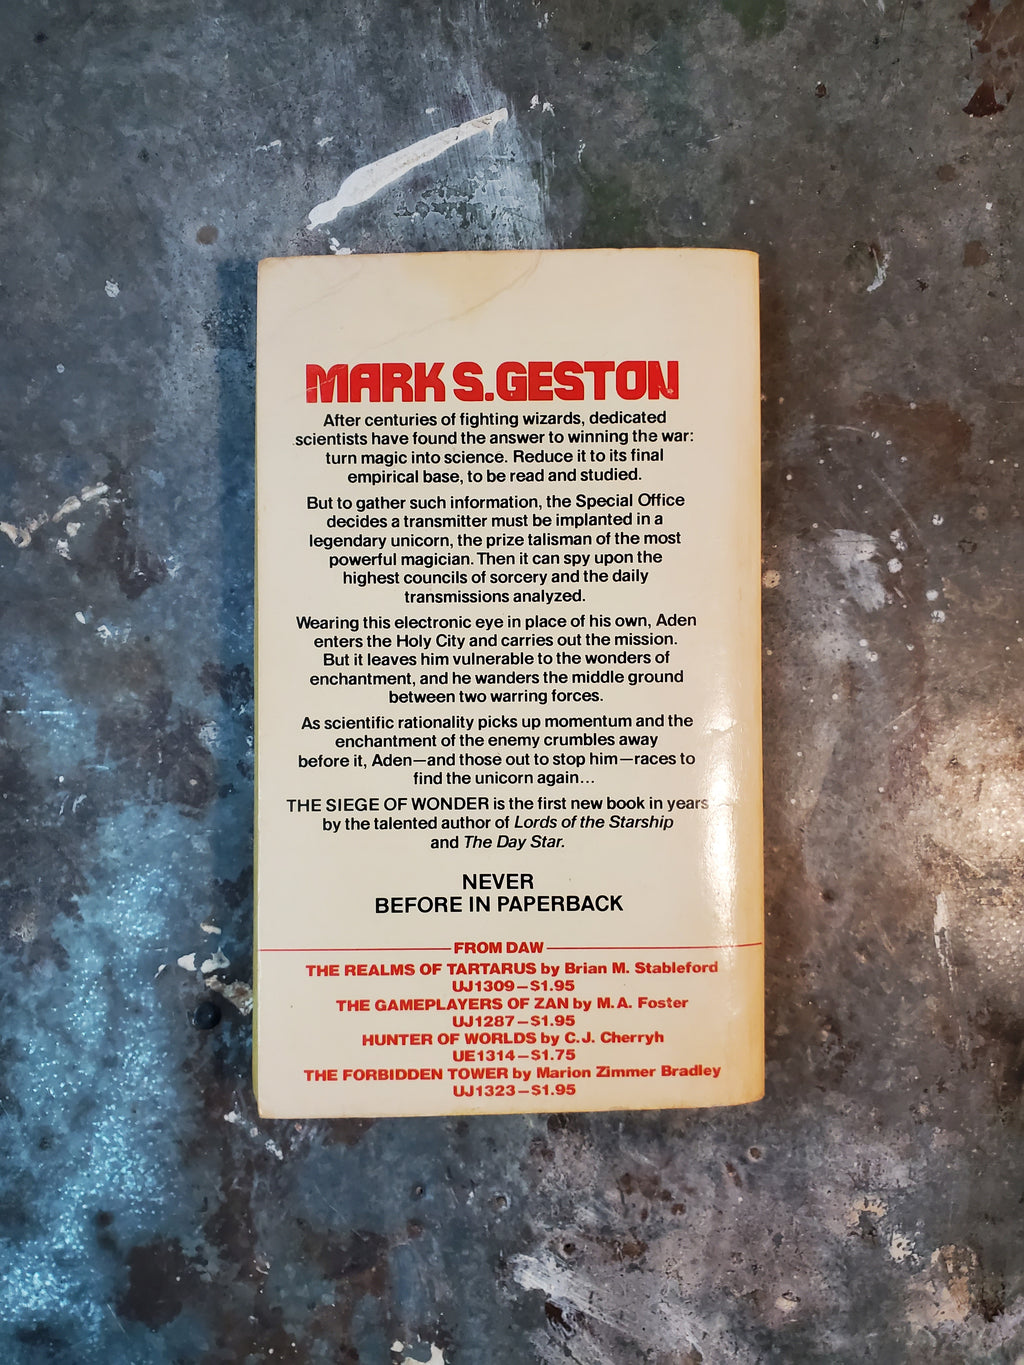 MARK S. GESTON
After centuries of fighting wizards, dedicated
scientists have found the answer to winning the war:
turn magic into science. Reduce it to its final
empirical base, to be read and studied.
But to gather such information, the Special Office
decides a transmitter must be implanted in a
legendary unicorn, the prize talisman of the most
powerful magician. Then it can spy upon the
highest councils of sorcery and the daily
transmissions analyzed.
Wearing this electronic eye in place of his own, Aden
enters the Holy City and carries out the mission.
But it leaves him vulnerable to the wonders of
enchantment, and he wanders the middle ground
between two warring forces.
As scientific rationality picks up momentum and the
enchantment of the enemy crumbles away
before it, Aden—and those out to stop him—races to
find the unicorn again...
THE SIEGE OF WONDER is the first new book in years
by the talented author of Lords of the Starship
and The Day Star.
NEVER
BEFORE IN PAPERBACK
FROM DAW
THE REALMS OF TARTARUS by Brian M. Stableford
UJ1309—$1.95
THE GAMEPLAYERS OF ZAN by M.A. Foster
UJ1287—$1.95
HUNTER OF WORLDS by C.J. Cherryh
UE1314—$1.75
THE FORBIDDEN TOWER by Marion Zimmer Bradley
UJ1323—$1.95